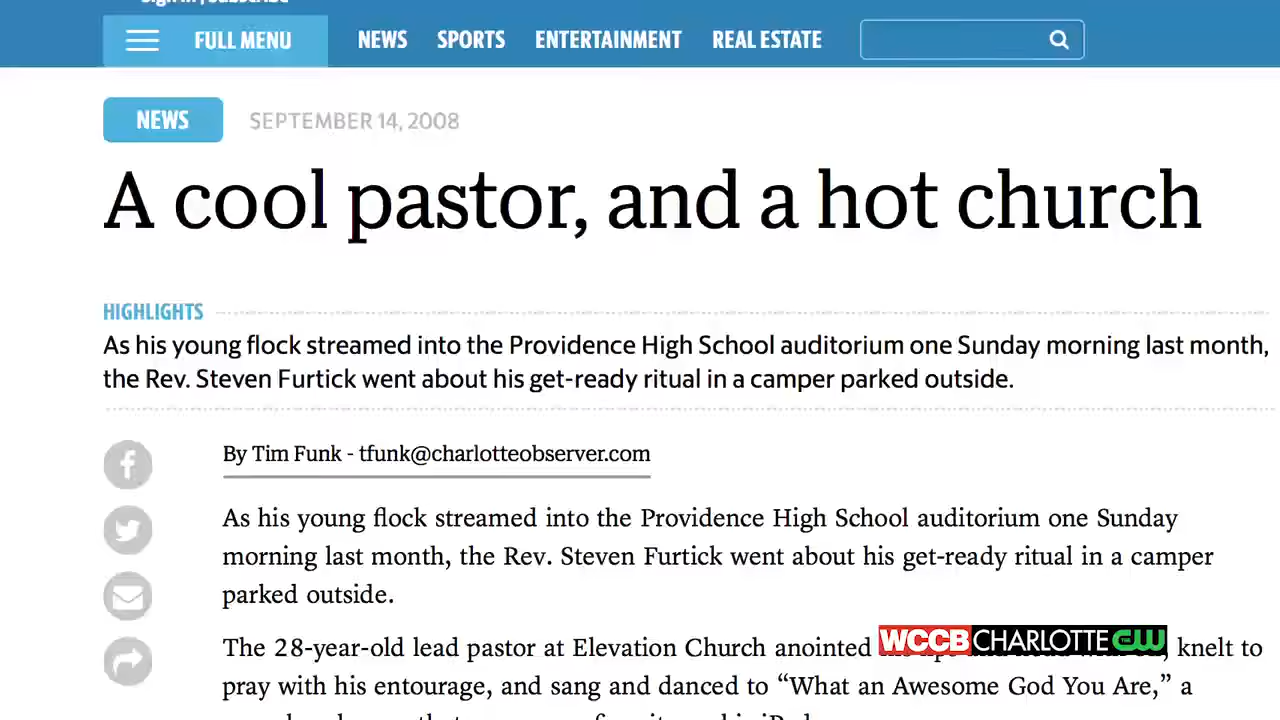 Sign In | Subscribe
FULL MENU NEWS SPORTS ENTERTAINMENT REAL ESTATE
NEWS SEPTEMBER 14, 2008
A cool pastor, and a hot church
HIGHLIGHTS
As his young flock streamed into the Providence High School auditorium one Sunday morning last month,
the Rev. Steven Furtick went about his get-ready ritual in a camper parked outside.
By Tim Funk - tfunk@charlotteobserver.com
As his young flock streamed into the Providence High School auditorium one Sunday
morning last month, the Rev. Steven Furtick went about his get-ready ritual in a camper
parked outside.
The 28-year-old lead pastor at Elevation Church anointed knelt to
WCCB CHARLOTTE THE CW
pray with his entourage, and sang and danced to “What an Awesome God You Are,” a